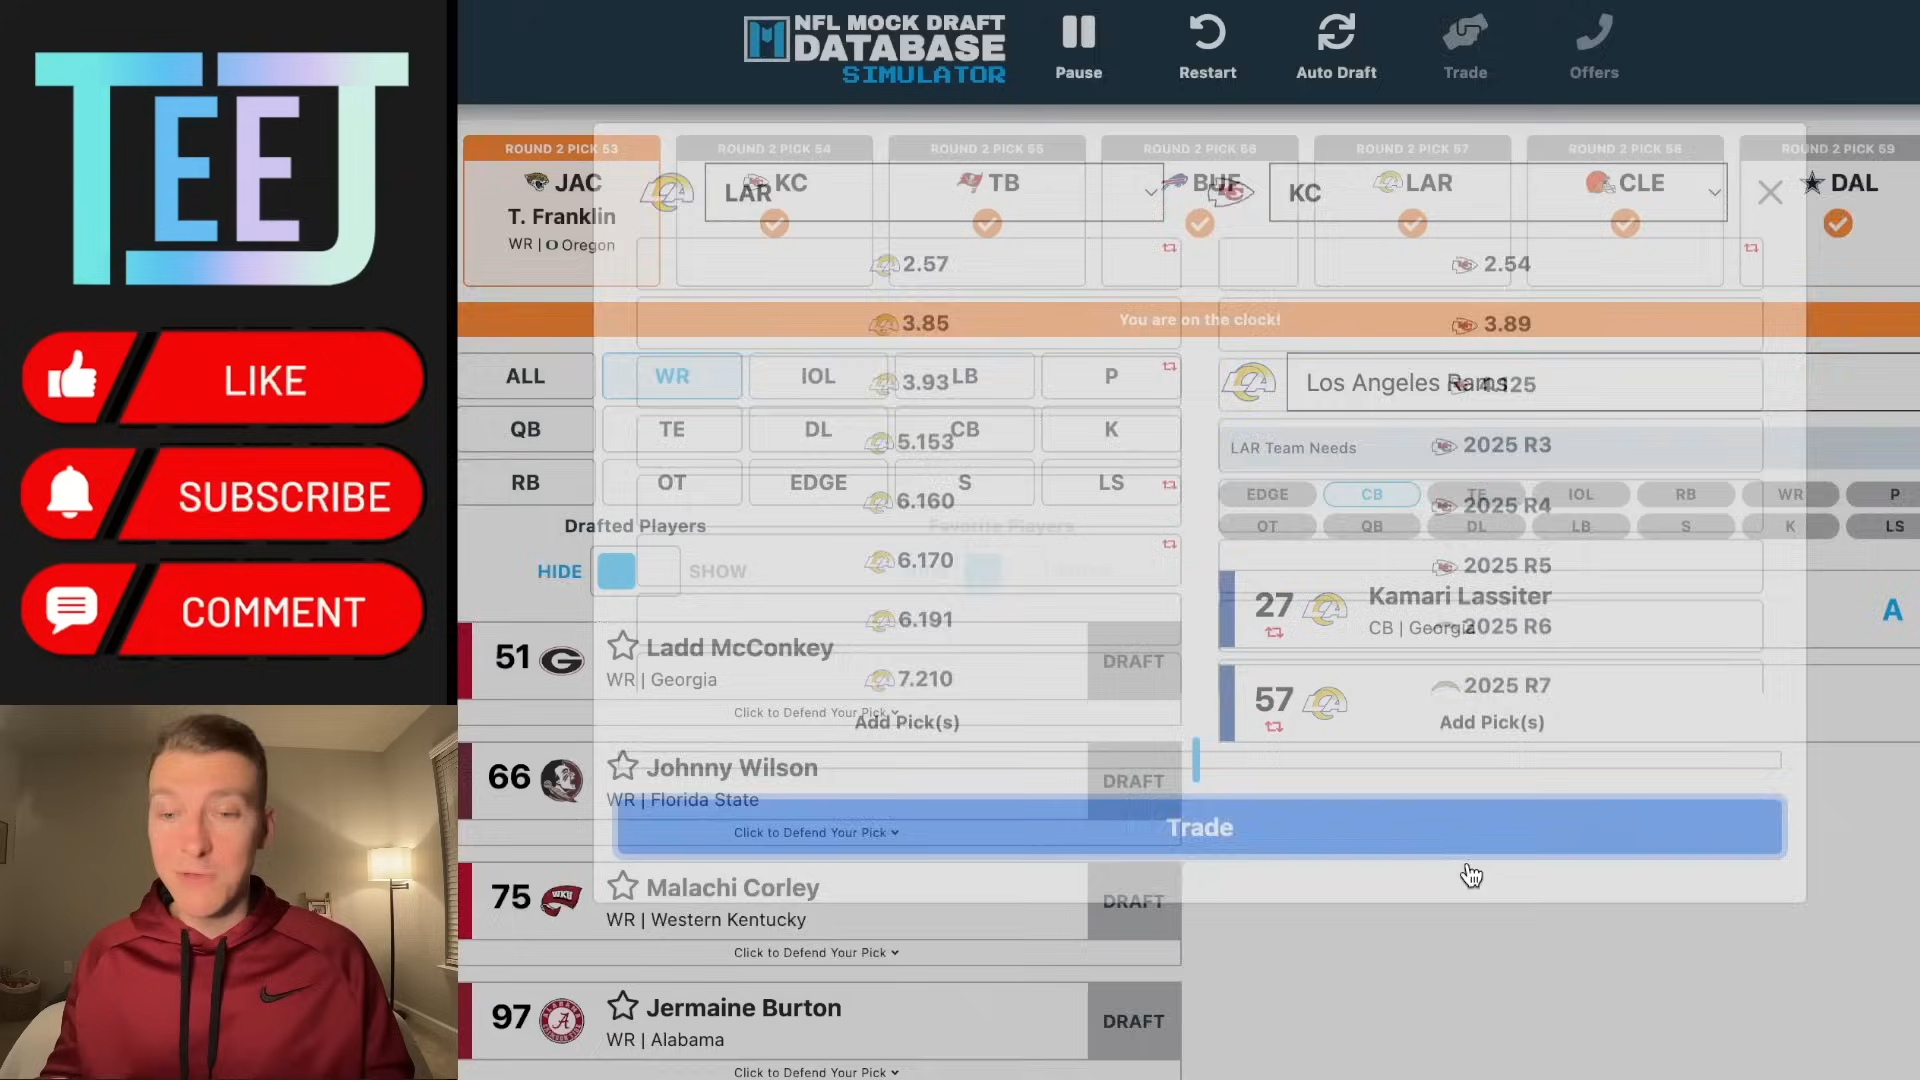 TEEJ
LIKE
SUBSCRIBE
COMMENT
NFL MOCK DRAFT
DATABASE
SIMULATOR
Pause
Restart
Auto Draft
Trade
Offers
ROUND 2 PICK 53
JAC
T. Franklin
WR | Oregon
ROUND 2 PICK 54
KC
ROUND 2 PICK 55
TB
ROUND 2 PICK 56
BUF
ROUND 2 PICK 57
LAR
ROUND 2 PICK 58
CLE
ROUND 2 PICK 59
DAL
LAR
KC
2.57
3.85
3.93
5.153
6.160
6.170
6.191
7.210
Add Pick(s)
2.54
3.89
2025 R3
2025 R4
2025 R5
2025 R6
2025 R7
Add Pick(s)
Trade
You are on the clock!
ALL
WR
IOL
LB
P
QB
TE
DL
CB
K
RB
OT
EDGE
S
LS
Drafted Players
Favorite Players
HIDE
SHOW
51
Ladd McConkey
WR | Georgia
DRAFT
Click to Defend Your Pick
66
Johnny Wilson
WR | Florida State
DRAFT
Click to Defend Your Pick
75
WKU
Malachi Corley
WR | Western Kentucky
DRAFT
Click to Defend Your Pick
97
Jermaine Burton
WR | Alabama
DRAFT
Click to Defend Your Pick
Los Angeles Rams
LAR Team Needs
EDGE
CB
TE
IOL
RB
WR
P
OT
QB
DL
LB
S
K
LS
27
Kamari Lassiter
CB | Georgia
A
57